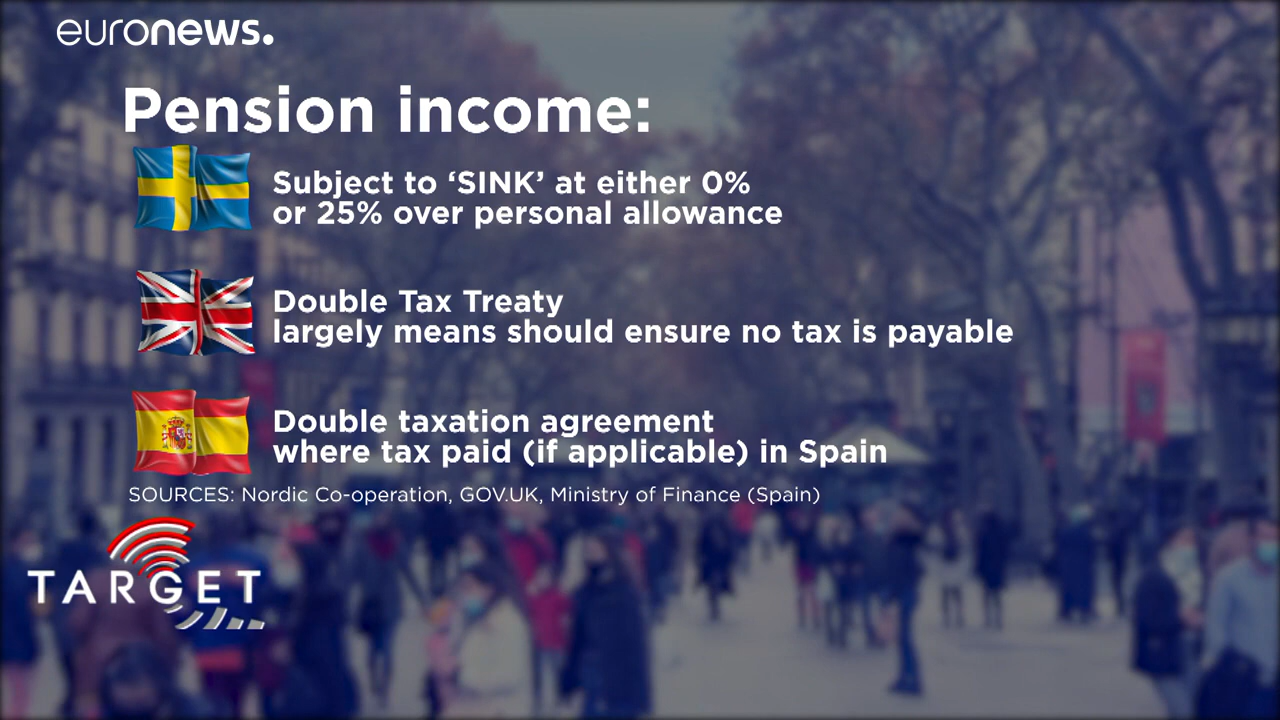 euronews.
Pension income:
Subject to ‘SINK’ at either 0%
or 25% over personal allowance
Double Tax Treaty
largely means should ensure no tax is payable
Double taxation agreement
where tax paid (if applicable) in Spain
SOURCES: Nordic Co-operation, GOV.UK, Ministry of Finance (Spain)
TARGET